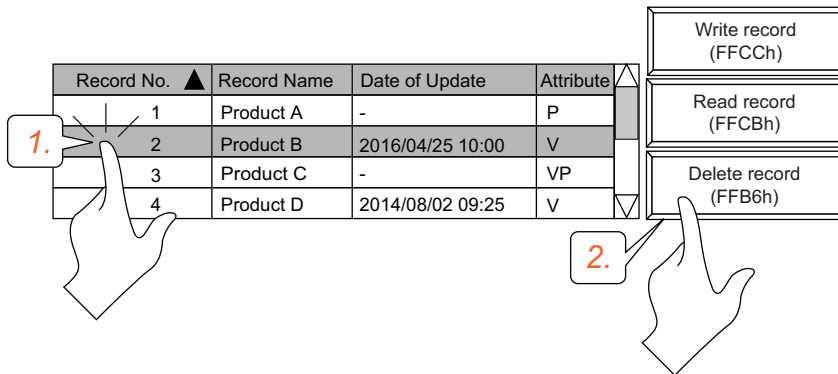 Write record
(FFCCh)
Record No. ▲ Record Name Date of Update Attribute
Read record
(FFCBh)
1 Product A - P
1.
2 Product B 2016/04/25 10:00 V
3 Product C - VP
Delete record
(FFB6h)
4 Product D 2014/08/02 09:25 V
2.